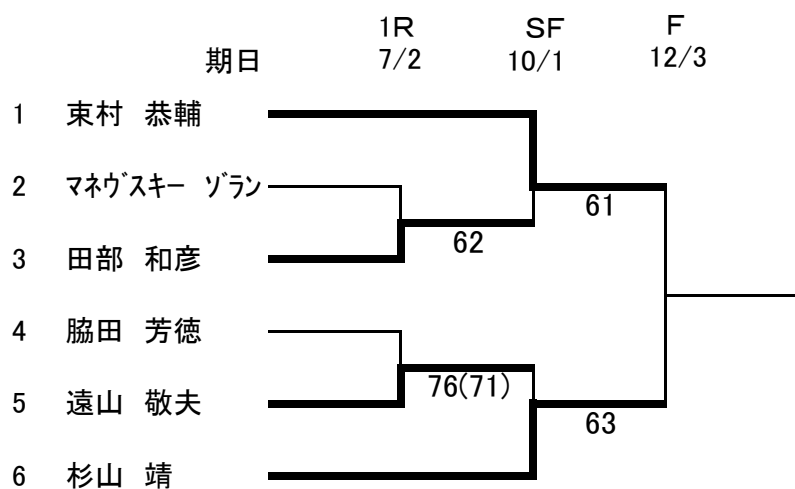 1R SF F
期日 7/2 10/1 12/3
1 東村 恭輔
2 マネヴスキー ゾラン
61
62
3 田部 和彦
4 脇田 芳徳
76(71)
5 遠山 敬夫
63
6 杉山 靖